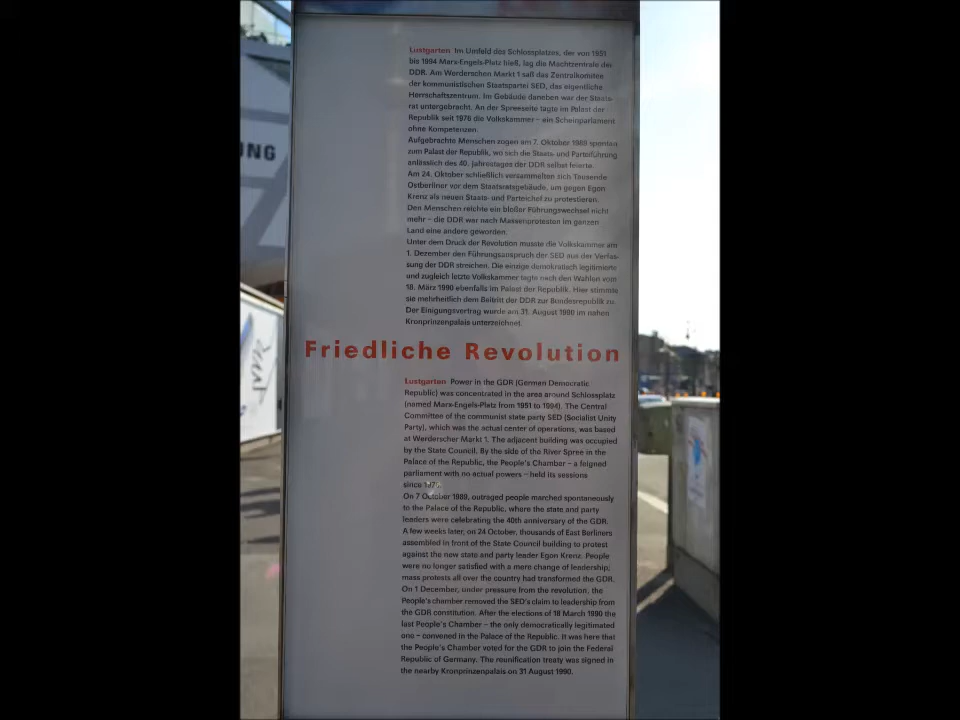 Lustgarten Im Umfeld des Schlossplatzes, der von 1951
bis 1994 Marx-Engels-Platz hieß, lag die Machtzentrale der
DDR. Am Werderschen Markt 1 saß das Zentralkomitee
der kommunistischen Staatspartei SED, das eigentliche
Herrschaftszentrum. Im Gebäude daneben war der Staats-
rat untergebracht. An der Spreeseite tagte im Palast der
Republik seit 1976 die Volkskammer – ein Scheinparlament
ohne Kompetenzen.
Aufgebrachte Menschen zogen am 7. Oktober 1989 spontan
zum Palast der Republik, wo sich die Staats- und Parteiführung
anlässlich des 40. Jahrestages der DDR selbst feierte.
Am 24. Oktober schließlich versammelten sich Tausende
Ostberliner vor dem Staatsratsgebäude, um gegen Egon
Krenz als neuen Staats- und Parteichef zu protestieren.
Den Menschen reichte ein bloßer Führungswechsel nicht
mehr – die DDR war nach Massenprotesten im ganzen
Land eine andere geworden.
Unter dem Druck der Revolution musste die Volkskammer am
1. Dezember den Führungsanspruch der SED aus der Verfas-
sung der DDR streichen. Die einzige demokratisch legitimierte
und zugleich letzte Volkskammer tagte nach den Wahlen vom
18. März 1990 ebenfalls im Palast der Republik. Hier stimmte
sie mehrheitlich dem Beitritt der DDR zur Bundesrepublik zu.
Der Einigungsvertrag wurde am 31. August 1990 im nahen
Kronprinzenpalais unterzeichnet.
NG
Friedliche Revolution
Lustgarten Power in the GDR (German Democratic
Republic) was concentrated in the area around Schlossplatz
(named Marx-Engels-Platz from 1951 to 1994). The Central
Committee of the communist state party SED (Socialist Unity
Party), which was the actual center of operations, was based
at Werderscher Markt 1. The adjacent building was occupied
by the State Council. By the side of the River Spree in the
Palace of the Republic, the People's Chamber – a feigned
parliament with no actual powers – held its sessions
since 1976.
On 7 October 1989, outraged people marched spontaneously
to the Palace of the Republic, where the state and party
leaders were celebrating the 40th anniversary of the GDR.
A few weeks later, on 24 October, thousands of East Berliners
assembled in front of the State Council building to protest
against the new state and party leader Egon Krenz. People
were no longer satisfied with a mere change of leadership;
mass protests all over the country had transformed the GDR.
On 1 December, under pressure from the revolution, the
People's chamber removed the SED's claim to leadership from
the GDR constitution. After the elections of 18 March 1990 the
last People's Chamber – the only democratically legitimated
one – convened in the Palace of the Republic. It was here that
the People's Chamber voted for the GDR to join the Federal
Republic of Germany. The reunification treaty was signed in
the nearby Kronprinzenpalais on 31 August 1990.